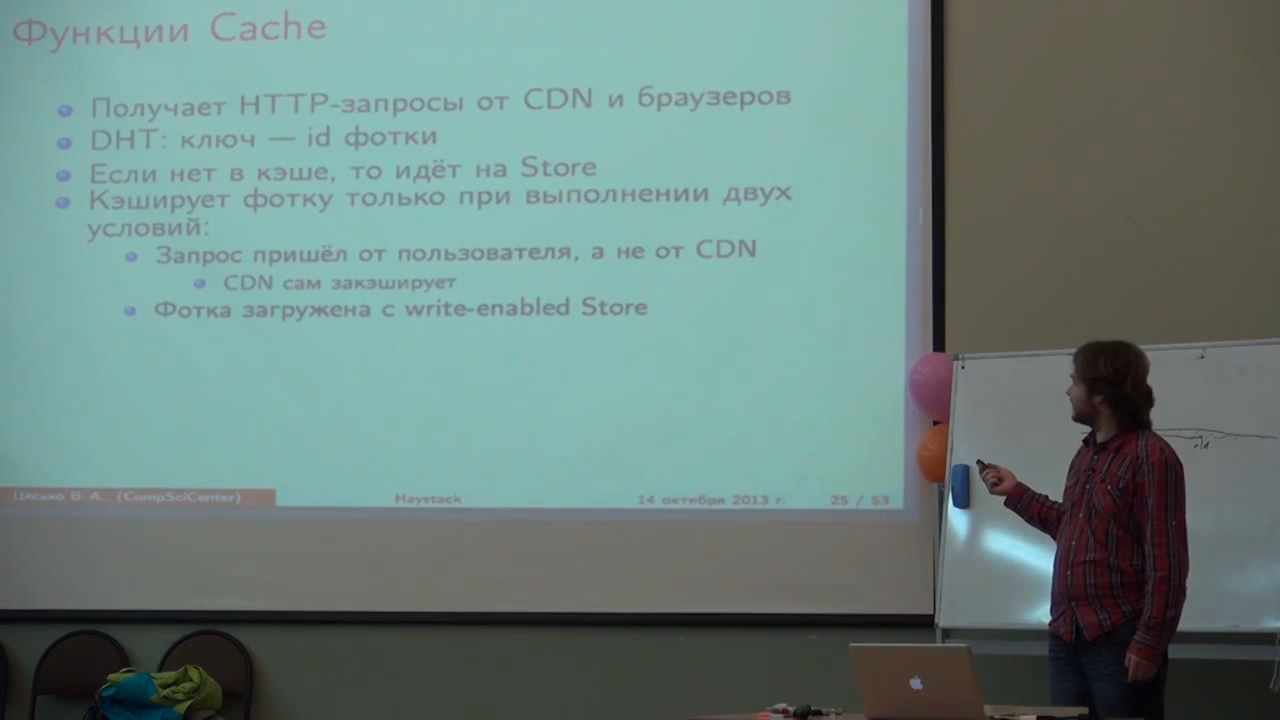 Функции Cache
Получает HTTP-запросы от CDN и браузеров
DHT: ключ — id фотки
Если нет в кэше, то идёт на Store
Кэширует фотку только при выполнении двух
условий:
Запрос пришёл от пользователя, а не от CDN
CDN сам закэширует
Фотка загружена с write-enabled Store
Цесько В. А. (CompSciCenter)
Haystack
14 октября 2013 г.
25 / 53